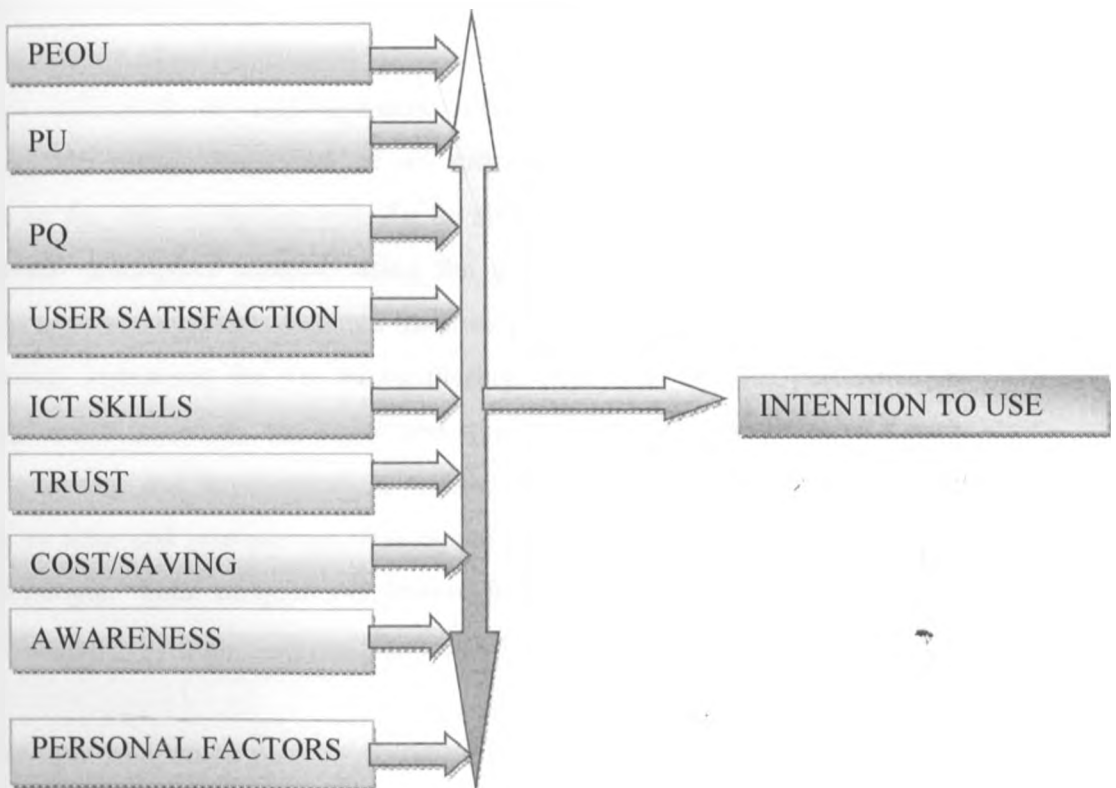 PEOU
PU
PQ
USER SATISFACTION
ICT SKILLS
INTENTION TO USE
TRUST
COST/SAVING
AWARENESS
PERSONAL FACTORS